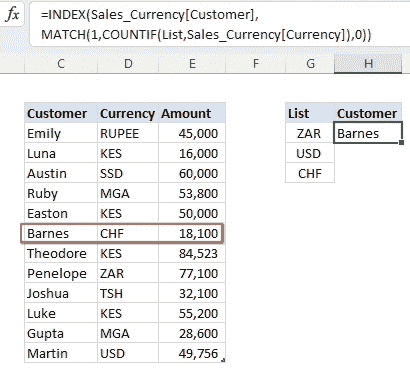 fx =INDEX(Sales_Currency[Customer],
MATCH(1,COUNTIF(List,Sales_Currency[Currency]),0))
C D E F G H
Customer Currency Amount List Customer
Emily RUPEE 45,000 ZAR Barnes
Luna KES 16,000 USD
Austin SSD 60,000 CHF
Ruby MGA 53,800
Easton KES 50,000
Barnes CHF 18,100
Theodore KES 84,523
Penelope ZAR 77,100
Joshua TSH 32,100
Luke KES 55,200
Gupta MGA 28,600
Martin USD 49,756